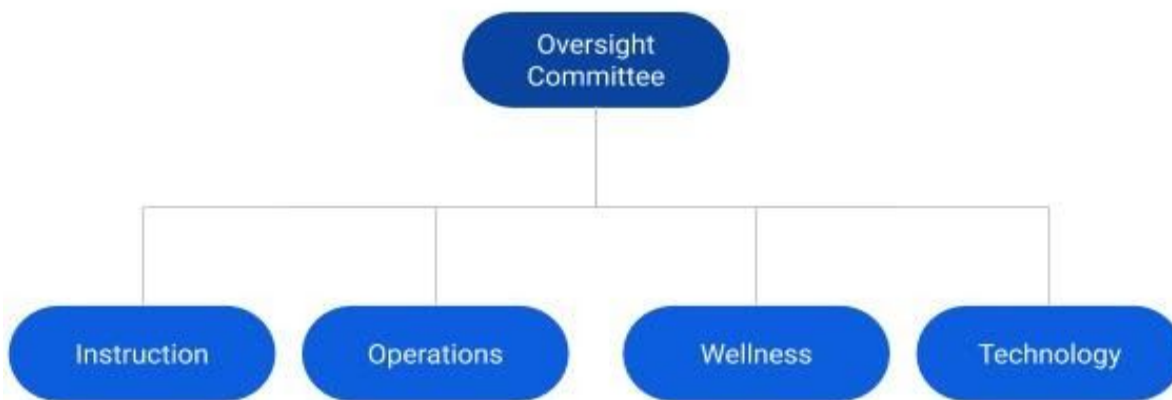 Oversight
Committee
Instruction
Operations
Wellness
Technology